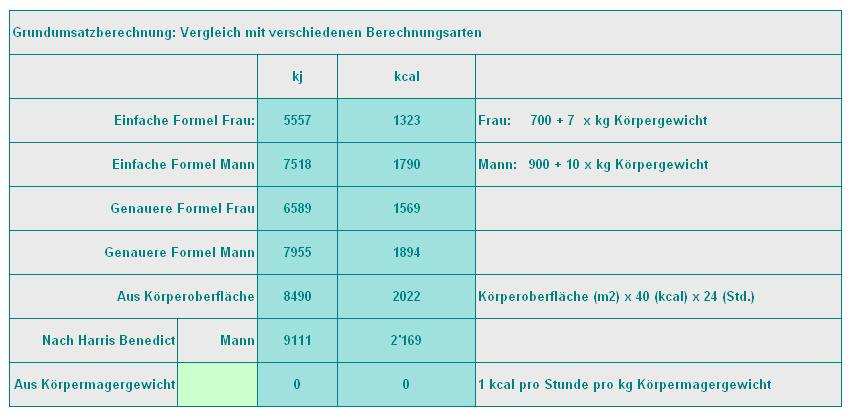 Grundumsatzberechnung: Vergleich mit verschiedenen Berechnungsarten
kj kcal
Einfache Formel Frau: 5557 1323 Frau: 700 + 7 x kg Körpergewicht
Einfache Formel Mann 7518 1790 Mann: 900 + 10 x kg Körpergewicht
Genauere Formel Frau 6589 1569
Genauere Formel Mann 7955 1894
Aus Körperoberfläche 8490 2022 Körperoberfläche (m2) x 40 (kcal) x 24 (Std.)
Nach Harris Benedict Mann 9111 2'169
Aus Körpermagergewicht 0 0 1 kcal pro Stunde pro kg Körpermagergewicht